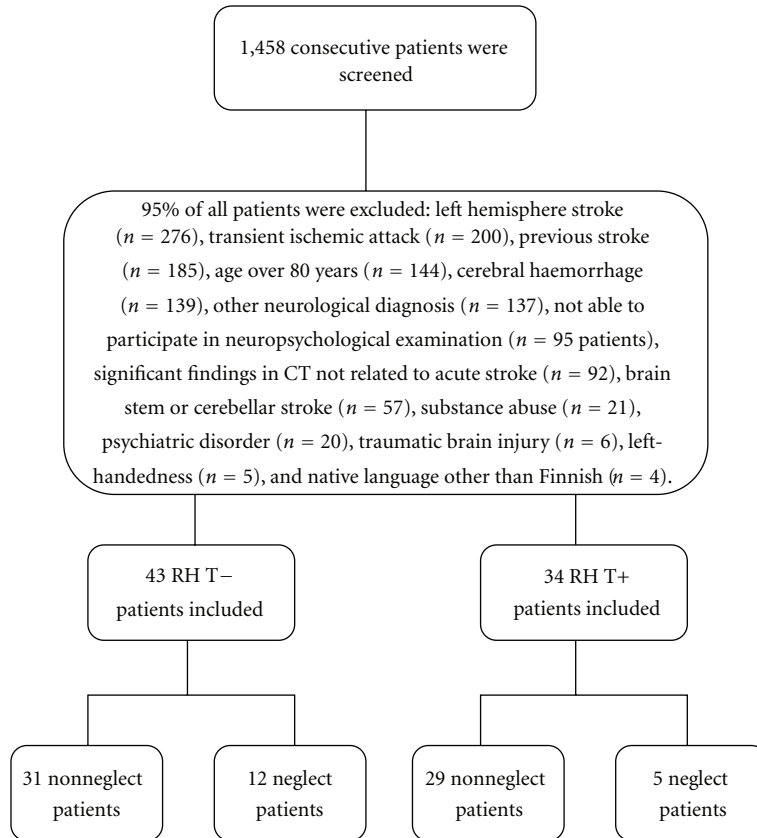 1,458 consecutive patients were
screened
95% of all patients were excluded: left hemisphere stroke
(n = 276), transient ischemic attack (n = 200), previous stroke
(n = 185), age over 80 years (n = 144), cerebral haemorrhage
(n = 139), other neurological diagnosis (n = 137), not able to
participate in neuropsychological examination (n = 95 patients),
significant findings in CT not related to acute stroke (n = 92), brain
stem or cerebellar stroke (n = 57), substance abuse (n = 21),
psychiatric disorder (n = 20), traumatic brain injury (n = 6), left-
handedness (n = 5), and native language other than Finnish (n = 4).
43 RH T−
patients included
34 RH T+
patients included
31 nonneglect
patients
12 neglect
patients
29 nonneglect
patients
5 neglect
patients